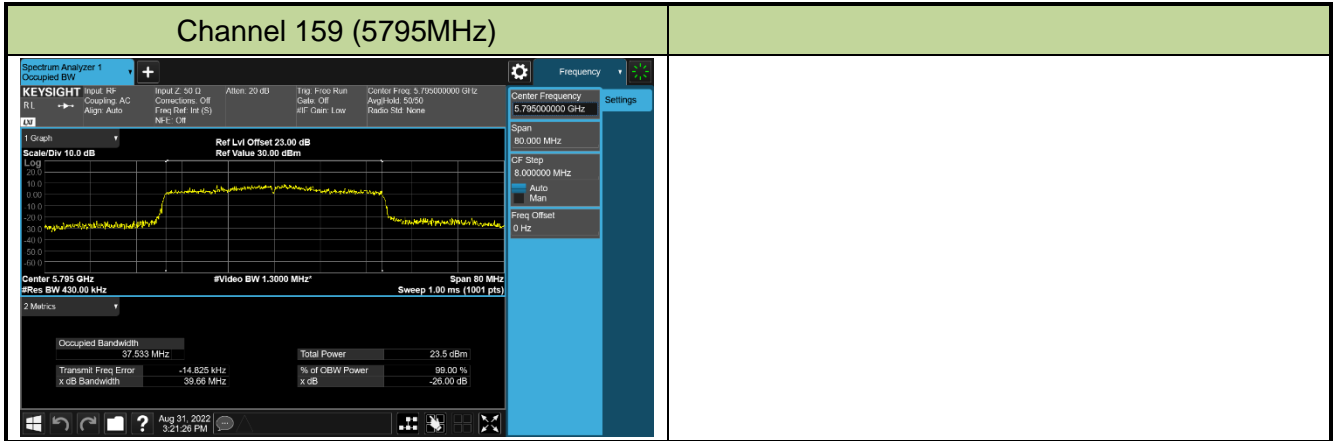 Channel 159 (5795MHz)
Spectrum Analyzer 1
Occupied BW
+
Frequency
KEYSIGHT
RL
LXI
Input: RF
Coupling: AC
Align: Auto
Input Z: 50 Ω
Corrections: Off
Freq Ref: Int (S)
NFE: Off
Atten: 20 dB
Trig: Free Run
Gate: Off
#IF Gain: Low
Center Freq: 5.795000000 GHz
Avg|Hold: 50/50
Radio Std: None
Center Frequency
5.795000000 GHz
Settings
Span
80.000 MHz
CF Step
8.000000 MHz
Auto
Man
Freq Offset
0 Hz
1 Graph
Scale/Div 10.0 dB
Ref Lvl Offset 23.00 dB
Ref Value 30.00 dBm
Log
20.0
10.0
0.00
-10.0
-20.0
-30.0
-40.0
-50.0
-60.0
Center 5.795 GHz
#Video BW 1.3000 MHz*
Span 80 MHz
#Res BW 430.00 kHz
Sweep 1.00 ms (1001 pts)
2 Metrics
Occupied Bandwidth
37.533 MHz
Total Power 23.5 dBm
Transmit Freq Error -14.825 kHz
% of OBW Power 99.00 %
x dB Bandwidth 39.66 MHz
x dB -26.00 dB
?
Aug 31, 2022
3:21:26 PM